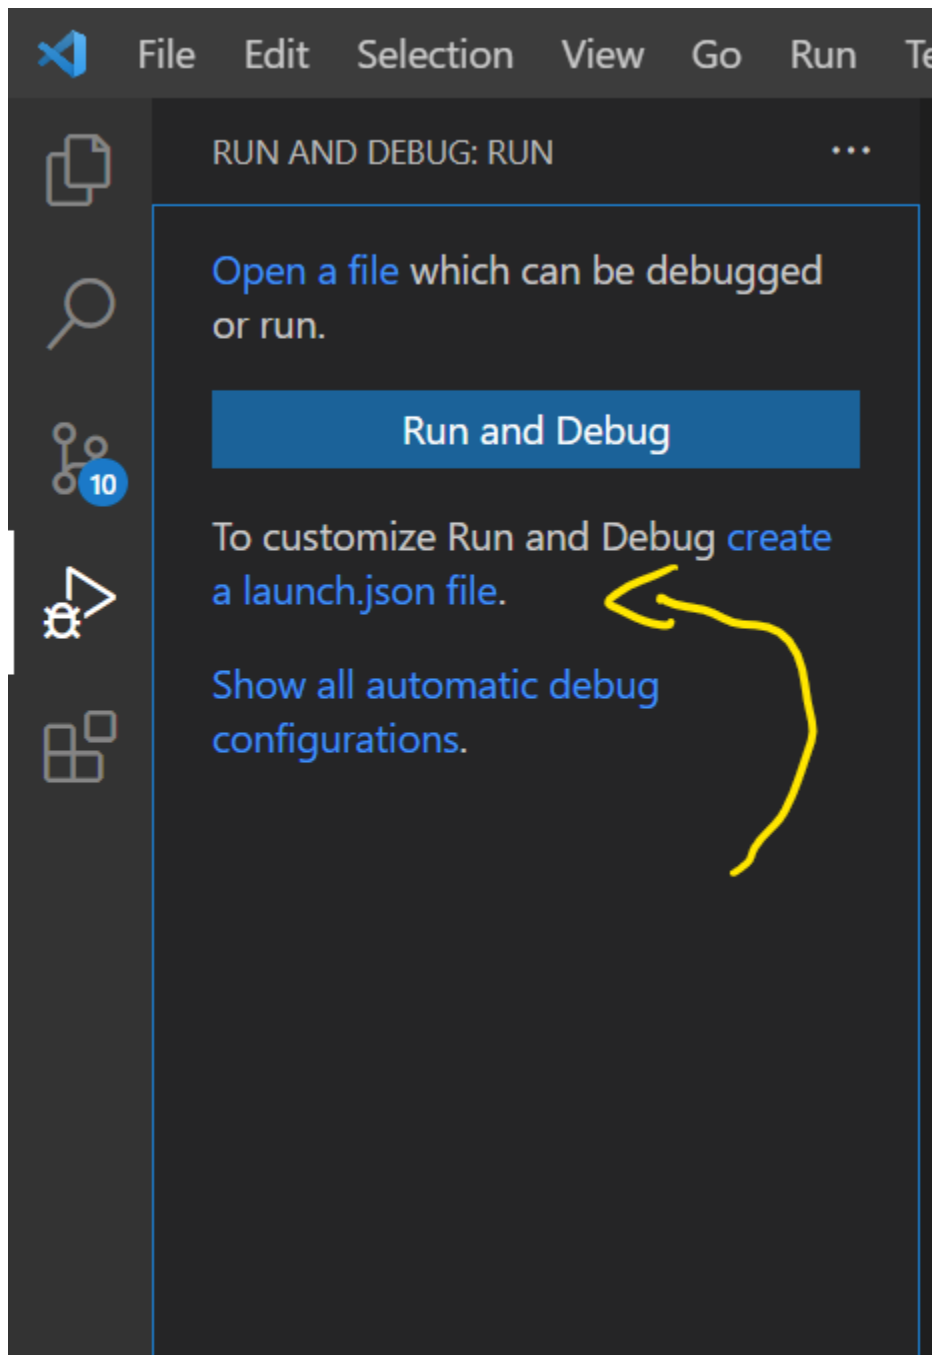 File Edit Selection View Go Run
RUN AND DEBUG: RUN
Open a file which can be debugged
or run.
Run and Debug
10
To customize Run and Debug create
a launch.json file.
Show all automatic debug
configurations.